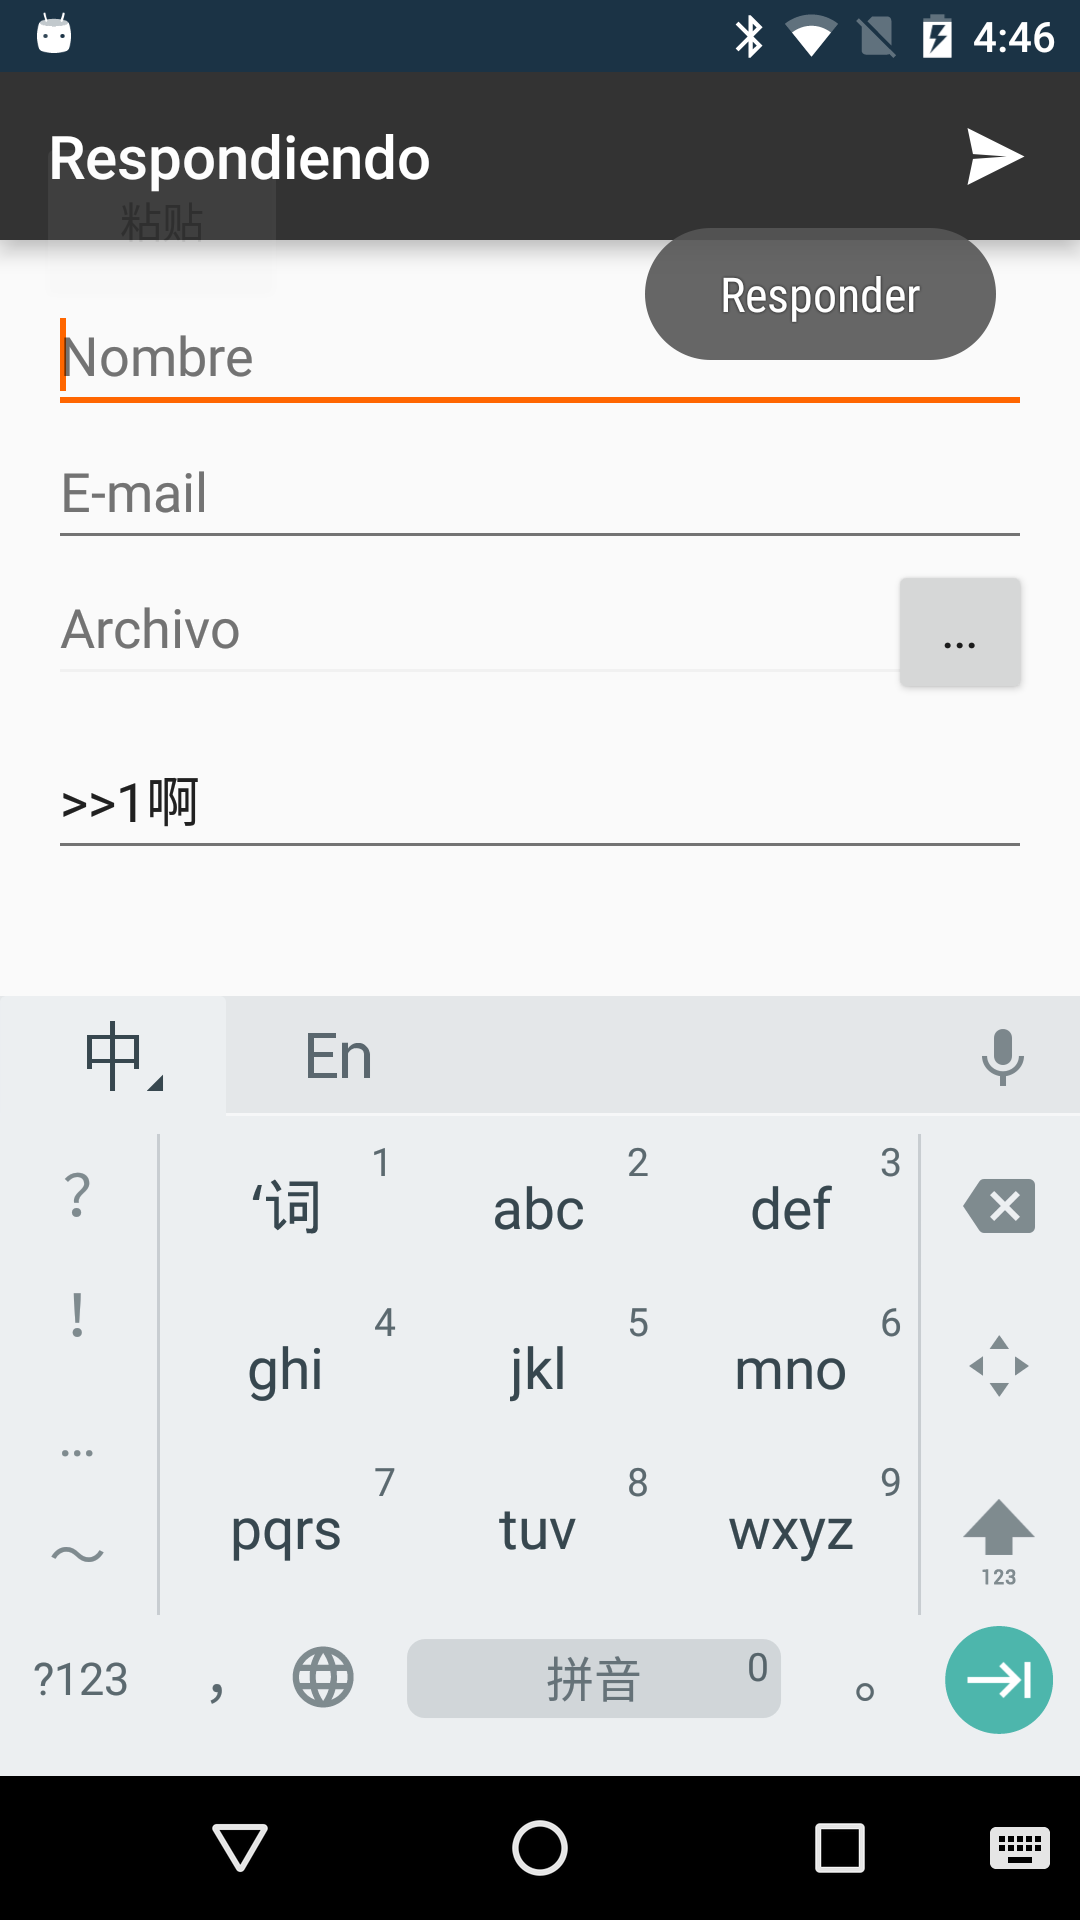 4:46
Respondiendo
粘贴
Responder
Nombre
E-mail
Archivo
...
>>1啊
中
En
?
1
‘词
2
abc
3
def
!
4
ghi
5
jkl
6
mno
…
7
pqrs
8
tuv
9
wxyz
～
123
?123
，
拼音
0
。